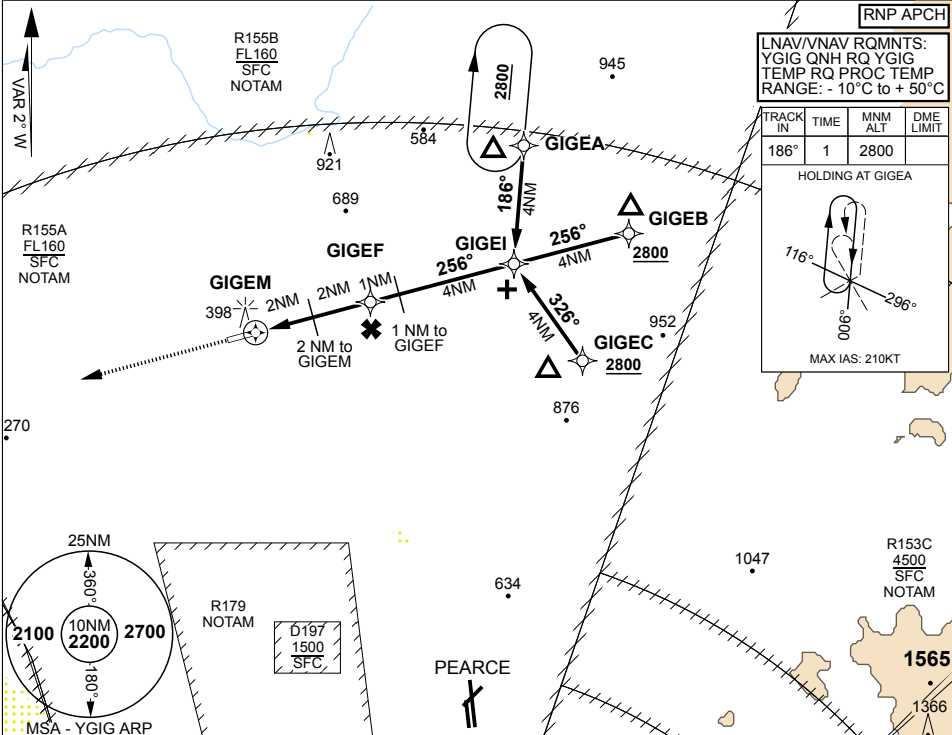 RNP APCH
LNAV/VNAV RQMNTS:
YGIG QNH RQ YGIG
TEMP RQ PROC TEMP
RANGE: - 10°C to + 50°C
TRACK IN
TIME
MNM ALT
DME LIMIT
186°
1
2800
HOLDING AT GIGEA
116°
296°
006°
MAX IAS: 210KT
VAR 2° W
R155B
FL160
SFC
NOTAM
2800
945
584
921
GIGEA
186°
4NM
689
R155A
FL160
SFC
NOTAM
GIGEB
2800
256°
4NM
GIGEI
GIGEF
256°
4NM
GIGEM
398
2NM
2NM
1NM
2 NM to
GIGEM
1 NM to
GIGEF
326°
4NM
952
GIGEC
2800
876
270
25NM
360°
2100
10NM
2200
2700
180°
MSA - YGIG ARP
R179
NOTAM
D197
1500
SFC
634
PEARCE
1047
R153C
4500
SFC
NOTAM
1565
1366